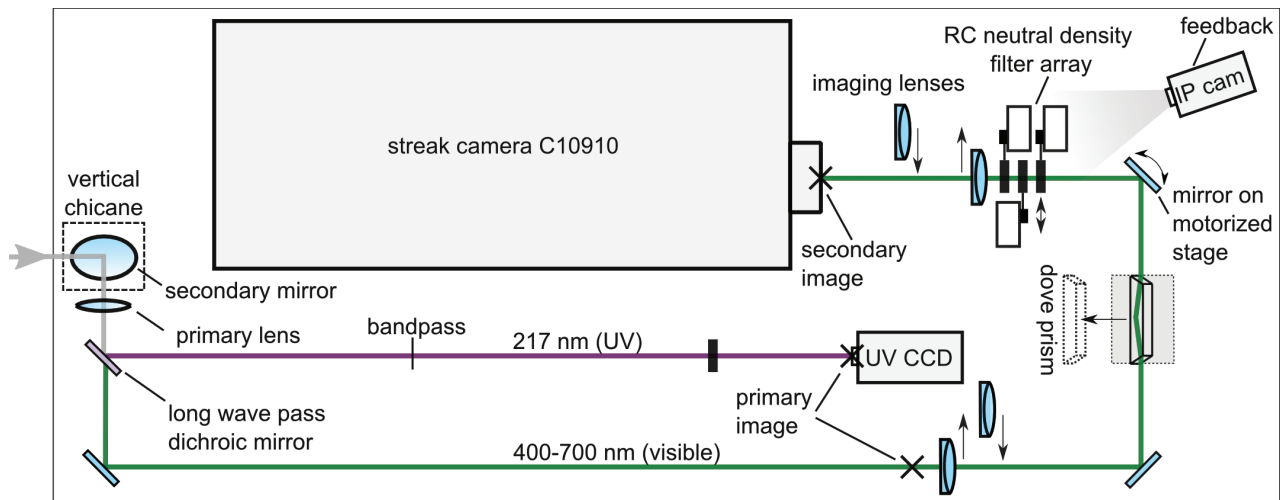 RC neutral density
filter array
feedback
IP cam
imaging lenses
streak camera C10910
vertical
chicane
mirror on
motorized
stage
secondary
image
secondary mirror
dove prism
primary lens
bandpass
217 nm (UV)
UV CCD
long wave pass
dichroic mirror
primary
image
400-700 nm (visible)